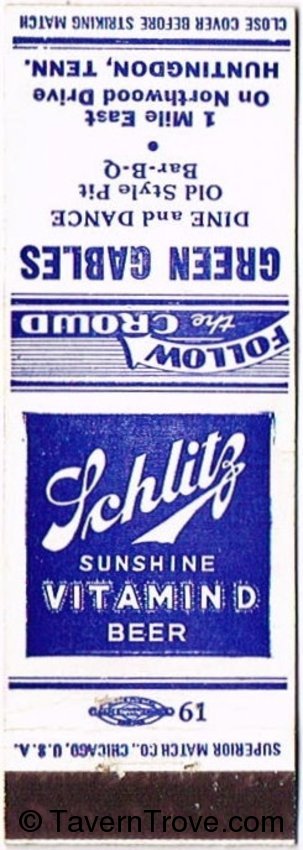 CLOSE COVER BEFORE STRIKING MATCH
HUNTINGDON, TENN.
On Northwood Drive
1 Mile East
Bar-B-Q
Old Style Pit
DINE and DANCE
GREEN GABLES
FOLLOW
the CROWD
Schlitz
SUNSHINE
VITAMIN D
BEER
61
SUPERIOR MATCH CO., CHICAGO, U.S.A.
© TavernTrove.com